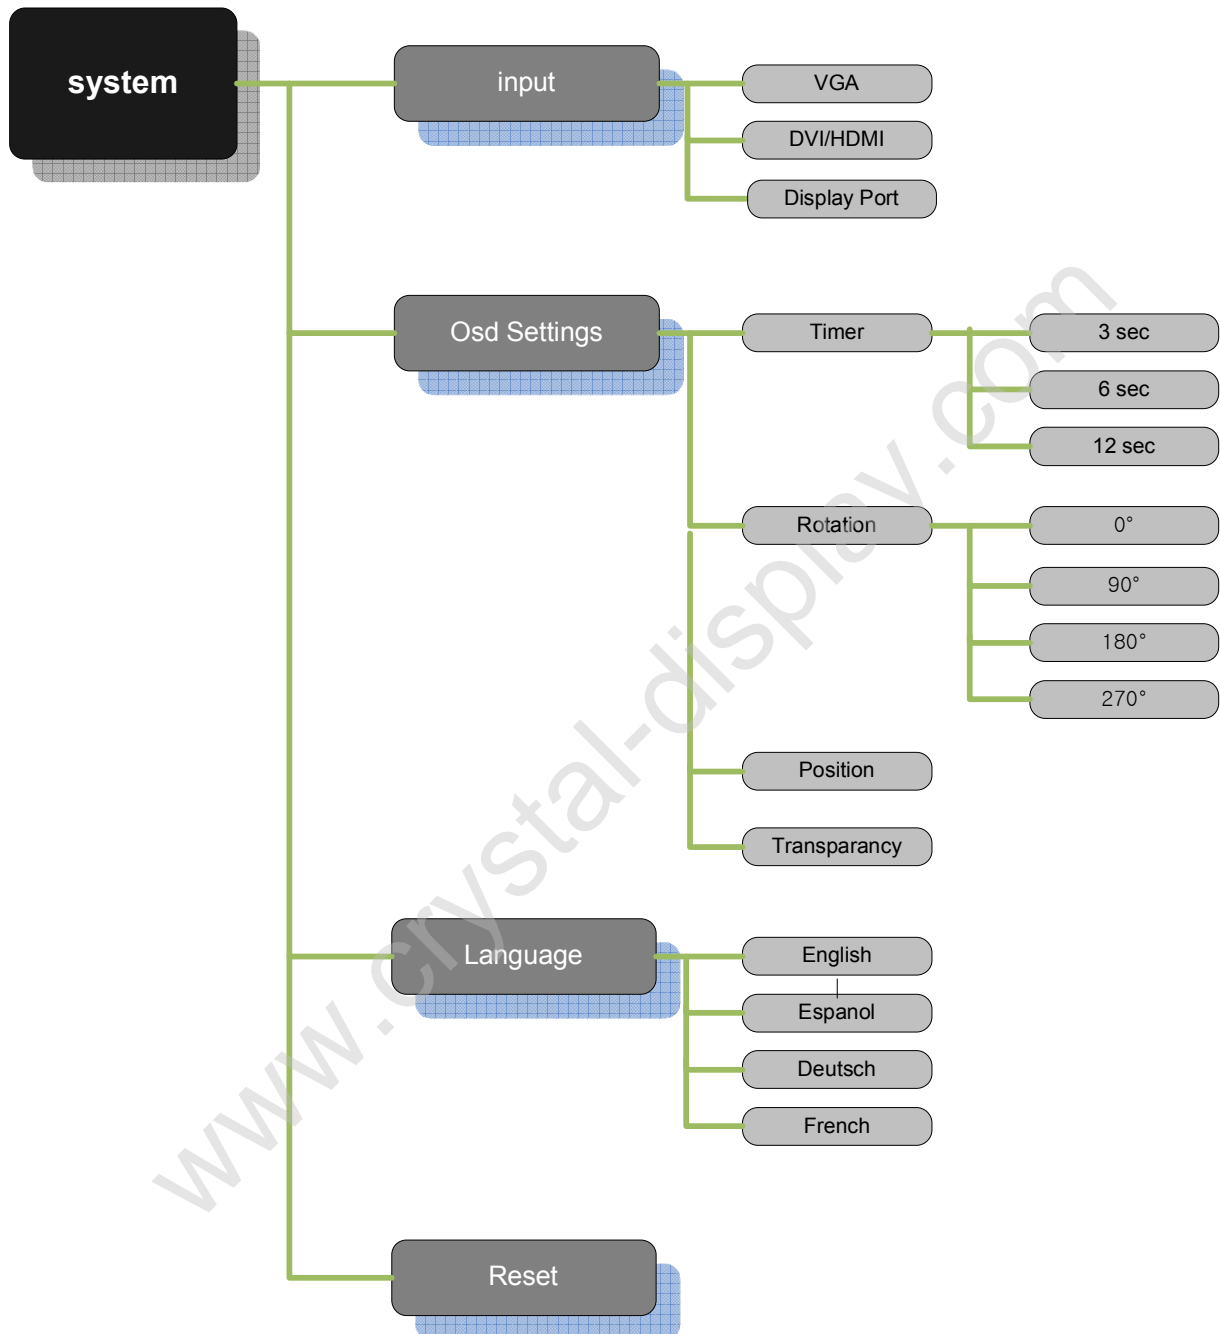 system
input
VGA
DVI/HDMI
Display Port
Osd Settings
Timer
3 sec
6 sec
12 sec
Rotation
0°
90°
180°
270°
Position
Transparancy
Language
English
Espanol
Deutsch
French
Reset
www.crystal-display.com